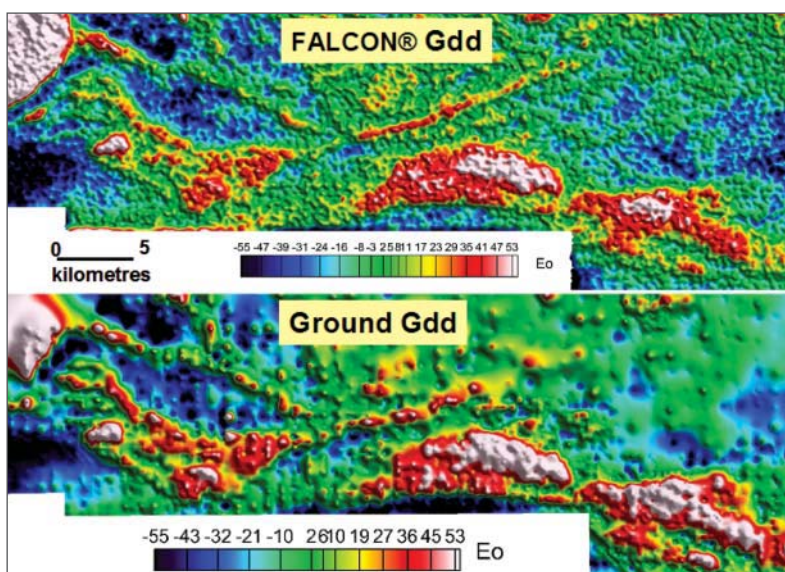 FALCON® Gdd
0 5
kilometres
-55 -47 -39 -31 -24 -16 -8 -3 2 5 8 11 17 23 29 35 41 47 53
Eo
Ground Gdd
-55 -43 -32 -21 -10 2 6 10 19 27 36 45 53
Eo